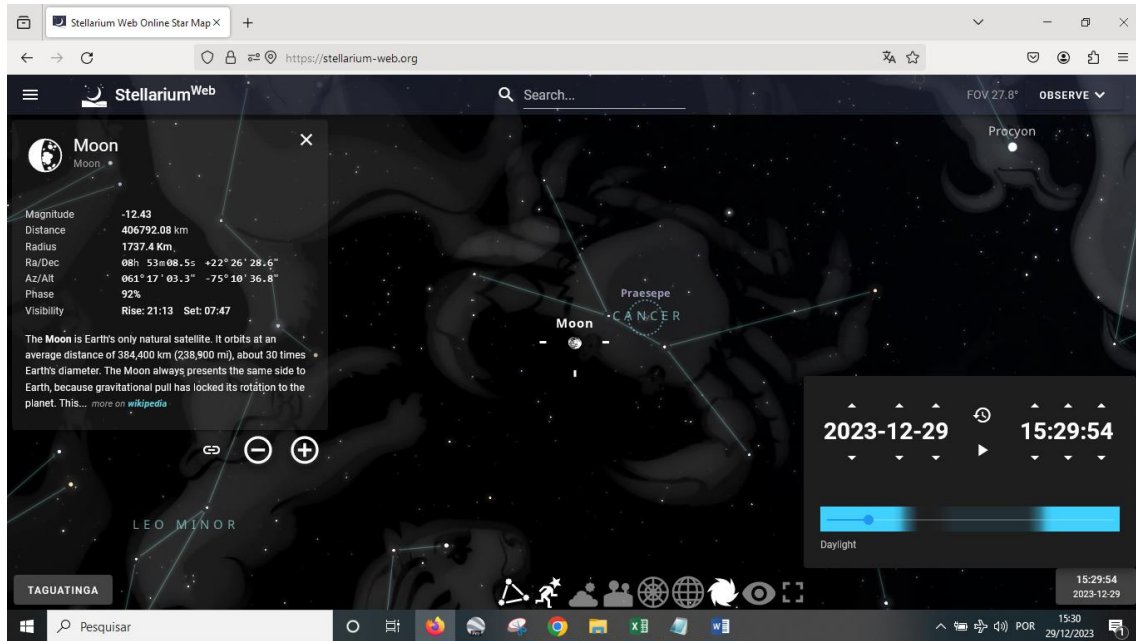 Stellarium Web Online Star Map
https://stellarium-web.org
StellariumWeb
Search...
FOV 27.8°
OBSERVE
Moon
Moon
Magnitude -12.43
Distance 406792.08 km
Radius 1737.4 Km
Ra/Dec 08h 53m08.5s +22°26'28.6"
Az/Alt 061°17'03.3" -75°10'36.8"
Phase 92%
Visibility Rise: 21:13 Set: 07:47
The Moon is Earth's only natural satellite. It orbits at an
average distance of 384,400 km (238,900 mi), about 30 times
Earth's diameter. The Moon always presents the same side to
Earth, because gravitational pull has locked its rotation to the
planet. This... more on wikipedia
Procyon
Praesepe
CANCER
Moon
LEO MINOR
2023-12-29
15:29:54
Daylight
TAGUATINGA
15:29:54
2023-12-29
Pesquisar
POR
15:30
29/12/2023
1